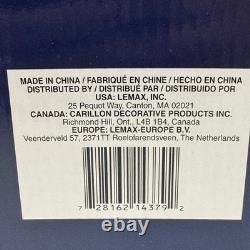 MADE IN CHINA / FABRIQUÉ EN CHINE / HECHO EN CHINA
DISTRIBUTED BY / DISTRIBUÉ PAR / DISTRIBUIDO POR
USA: LEMAX, INC.
25 Pequot Way, Canton, MA 02021
CANADA: CARILLON DECORATIVE PRODUCTS INC.
Richmond Hill, Ont., L4B 1B4, Canada
EUROPE: LEMAX-EUROPE B.V.
Veenderveld 57, 2371TT Roelofarendsveen, The Netherlands
7 28162 14379 2